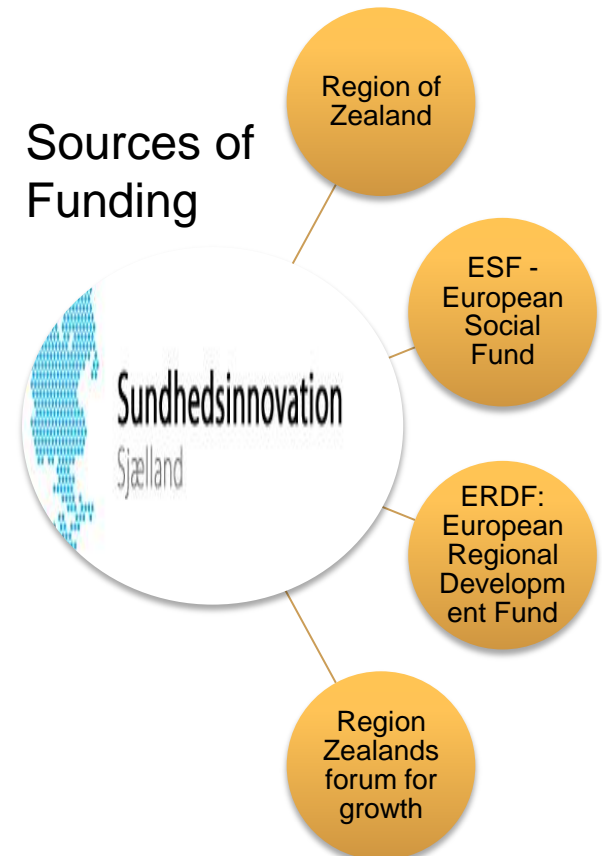 Sources of
Funding
Region of
Zealand
ESF -
European
Social
Fund
Sundhedsinnovation
Sjælland
ERDF:
European
Regional
Developm
ent Fund
Region
Zealands
forum for
growth